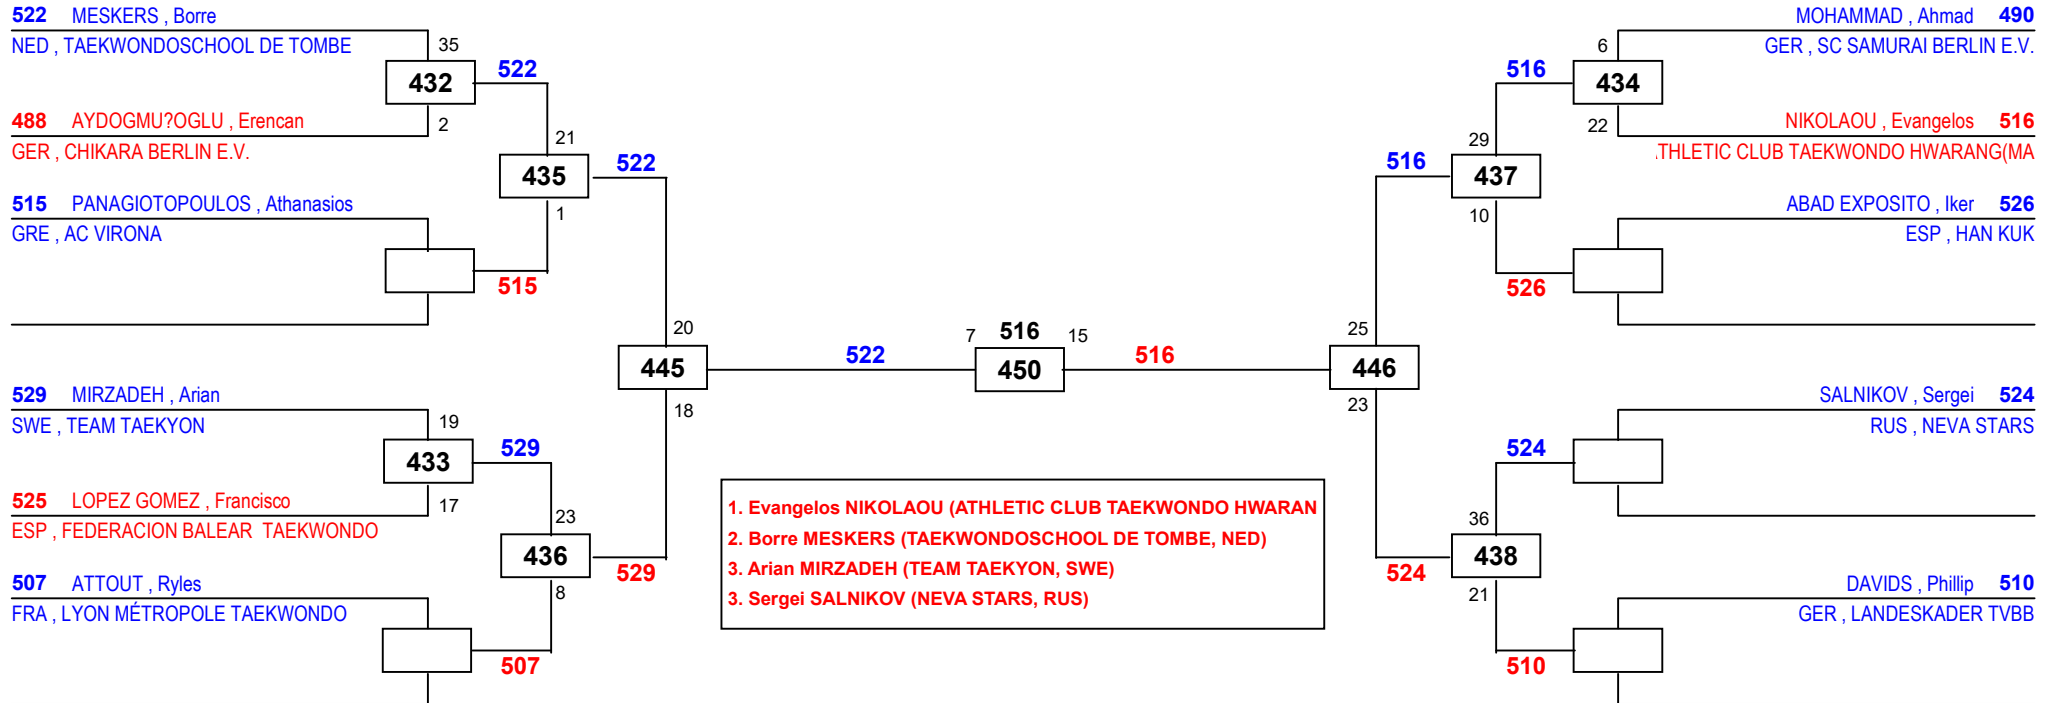 522 MESKERS , Borre
NED , TAEKWONDOSCHOOL DE TOMBE
35
432
522
488 AYDOGMU?OGLU , Erencan
2
GER , CHIKARA BERLIN E.V.
21
435
522
515 PANAGIOTOPOULOS , Athanasios
1
GRE , AC VIRONA
515
20
445
18
529 MIRZADEH , Arian
SWE , TEAM TAEKYON
19
433
529
525 LOPEZ GOMEZ , Francisco
17
ESP , FEDERACION BALEAR TAEKWONDO
23
436
529
507 ATTOUT , Ryles
8
FRA , LYON MÉTROPOLE TAEKWONDO
507
522
7
516
15
450
516
1. Evangelos NIKOLAOU (ATHLETIC CLUB TAEKWONDO HWARAN
2. Borre MESKERS (TAEKWONDOSCHOOL DE TOMBE, NED)
3. Arian MIRZADEH (TEAM TAEKYON, SWE)
3. Sergei SALNIKOV (NEVA STARS, RUS)
MOHAMMAD , Ahmad 490
GER , SC SAMURAI BERLIN E.V.
6
516
434
NIKOLAOU , Evangelos 516
22
THLETIC CLUB TAEKWONDO HWARANG(MA
29
516
437
10
ABAD EXPOSITO , Iker 526
ESP , HAN KUK
526
25
446
23
SALNIKOV , Sergei 524
RUS , NEVA STARS
524
36
524
438
21
DAVIDS , Phillip 510
GER , LANDESKADER TVBB
510